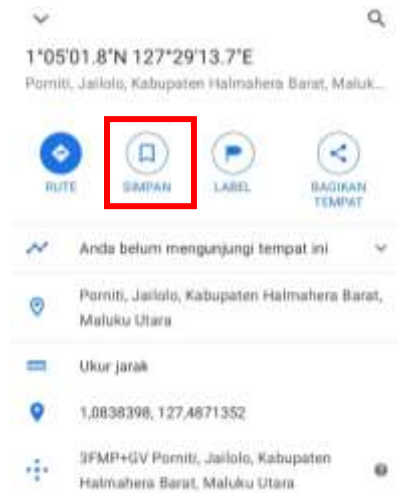 1°05'01.8"N 127°29'13.7"E
Porniti, Jailolo, Kabupaten Halmahera Barat, Maluk...
RUTE
SIMPAN
LABEL
BAGIKAN
TEMPAT
Anda belum mengunjungi tempat ini
Porniti, Jailolo, Kabupaten Halmahera Barat,
Maluku Utara
Ukur jarak
1,0838398, 127,4871352
3FMP+GV Porniti, Jailolo, Kabupaten
Halmahera Barat, Maluku Utara